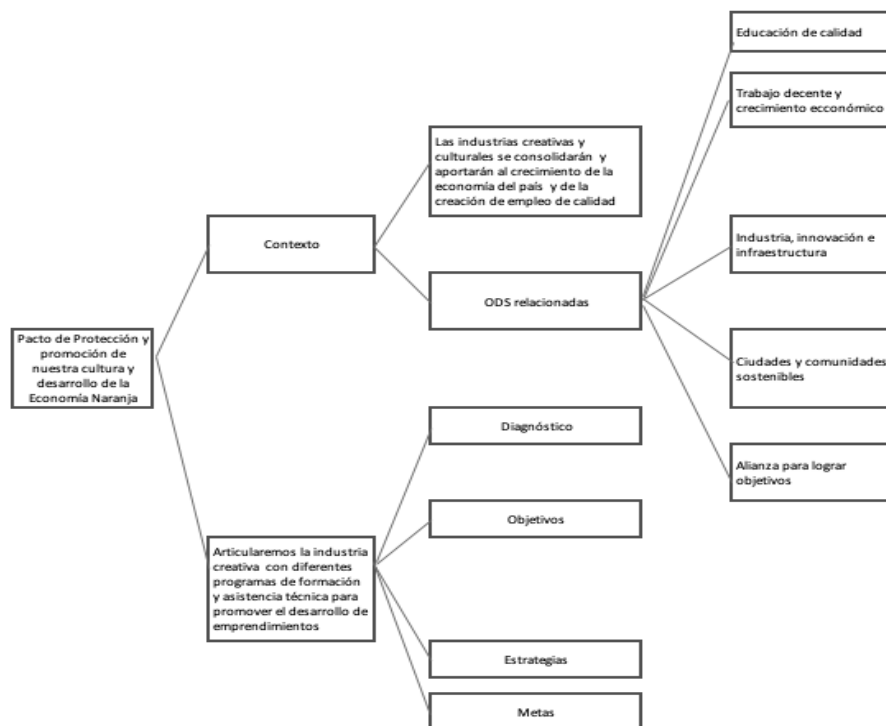 Pacto de Protección y
promoción de
nuestra cultura y
desarrollo de la
Economía Naranja
Contexto
Las industrias creativas y
culturales se consolidarán y
aportarán al crecimiento de la
economía del país y de la
creación de empleo de calidad
ODS relacionadas
Educación de calidad
Trabajo decente y
crecimiento ecconómico
Industria, innovación e
infraestructura
Ciudades y comunidades
sostenibles
Alianza para lograr
objetivos
Articularemos la industria
creativa con diferentes
programas de formación
y asistencia técnica para
promover el desarrollo de
emprendimientos
Diagnóstico
Objetivos
Estrategias
Metas